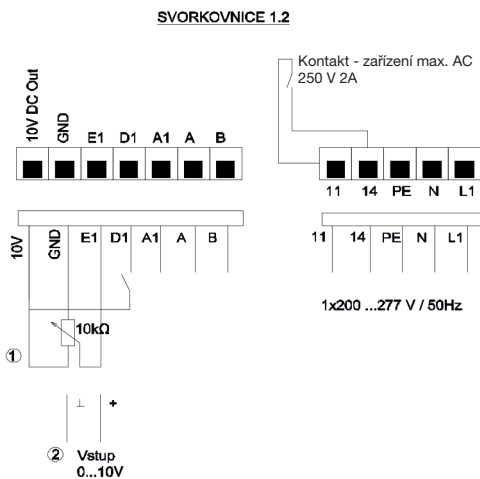 SVORKOVNICE 1.2
10V DC Out
GND
E1 D1 A1 A B
Kontakt - zařízení max. AC
250 V 2A
11 14 PE N L1
10V
GND
E1 D1 A1 A B
11 14 PE N L1
1x200 ...277 V / 50Hz
10kΩ
①
⊥ +
② Vstup
0...10V